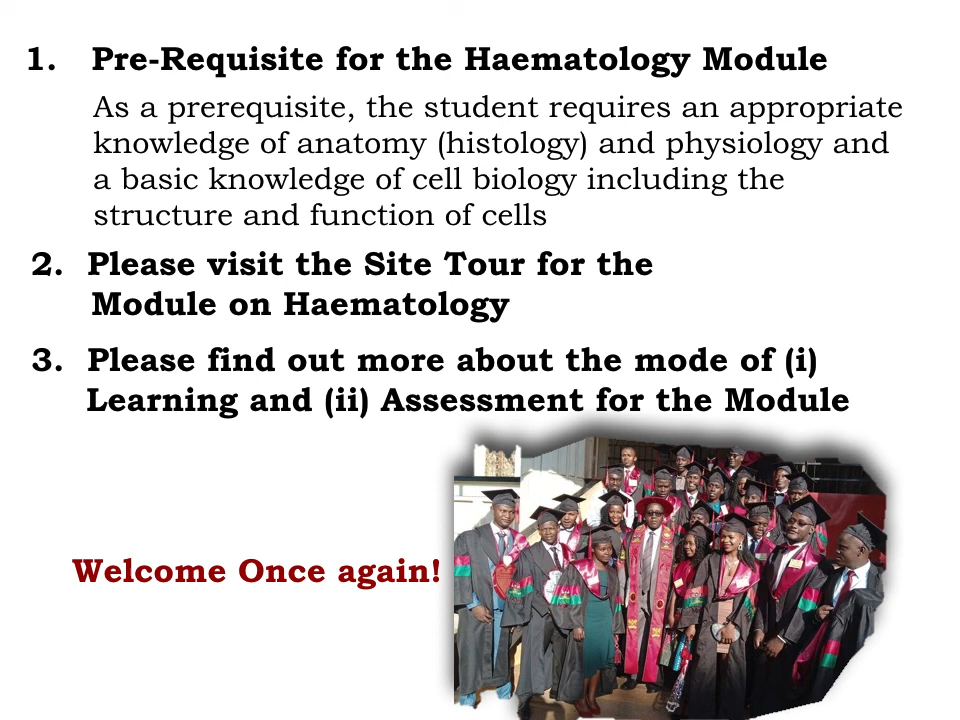 1. Pre-Requisite for the Haematology Module
As a prerequisite, the student requires an appropriate
knowledge of anatomy (histology) and physiology and
a basic knowledge of cell biology including the
structure and function of cells
2. Please visit the Site Tour for the
Module on Haematology
3. Please find out more about the mode of (i)
Learning and (ii) Assessment for the Module
Welcome Once again!